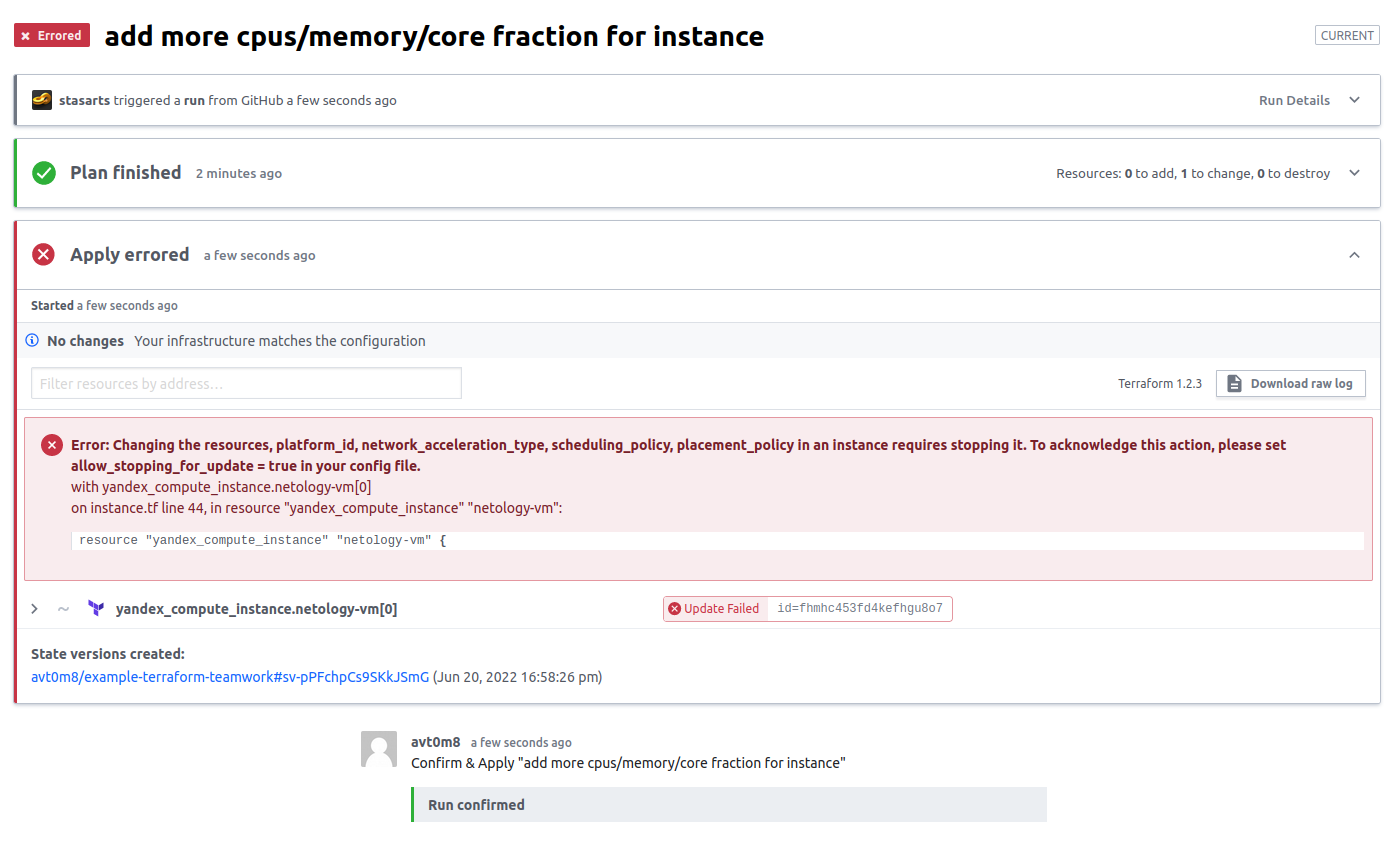 Errored
add more cpus/memory/core fraction for instance
CURRENT
stasarts triggered a run from GitHub a few seconds ago
Run Details
Plan finished 2 minutes ago
Resources: 0 to add, 1 to change, 0 to destroy
Apply errored a few seconds ago
Started a few seconds ago
No changes Your infrastructure matches the configuration
Filter resources by address...
Terraform 1.2.3
Download raw log
Error: Changing the resources, platform_id, network_acceleration_type, scheduling_policy, placement_policy in an instance requires stopping it. To acknowledge this action, please set
allow_stopping_for_update = true in your config file.
with yandex_compute_instance.netology-vm[0]
on instance.tf line 44, in resource "yandex_compute_instance" "netology-vm":
resource "yandex_compute_instance" "netology-vm" {
~ yandex_compute_instance.netology-vm[0]
Update Failed id=fhmhc453fd4kefhgu8o7
State versions created:
avt0m8/example-terraform-teamwork#sv-pPFchpCs9SKkJSmG (Jun 20, 2022 16:58:26 pm)
avt0m8 a few seconds ago
Confirm & Apply "add more cpus/memory/core fraction for instance"
Run confirmed